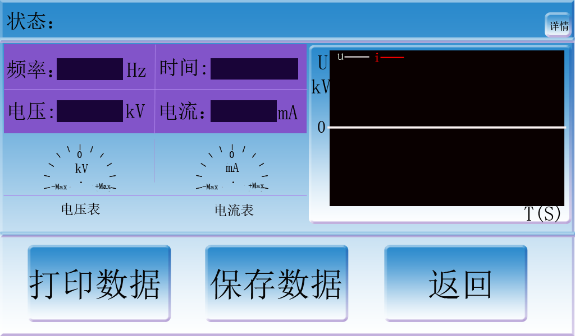 状态：
详情
频率： Hz 时间：
电压： kV 电流： mA
U u i
kV
0
T(S)
0 0
kV mA
-Max +Max -Max +Max
电压表 电流表
打印数据 保存数据 返回